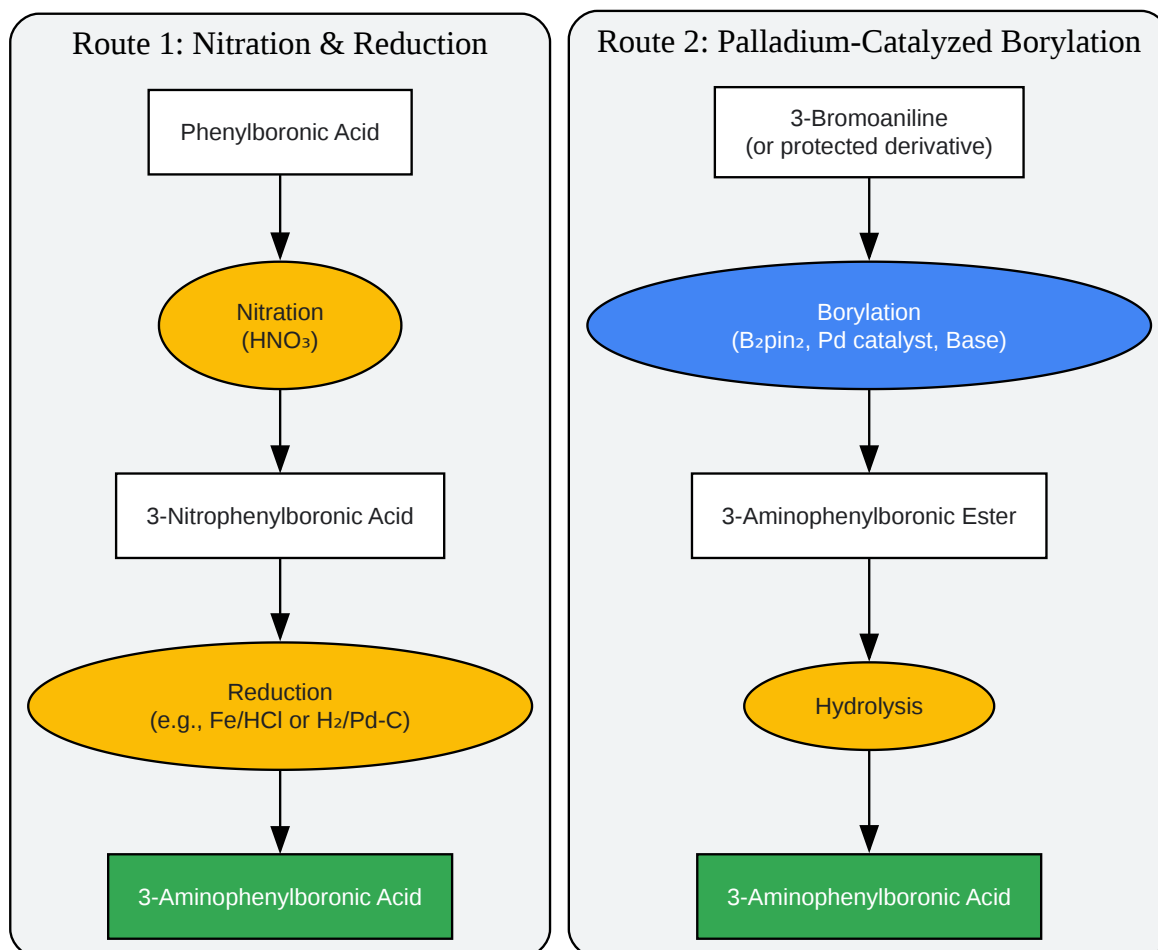 Route 1: Nitration & Reduction
Phenylboronic Acid
Nitration
(HNO₃)
3-Nitrophenylboronic Acid
Reduction
(e.g., Fe/HCl or H₂/Pd-C)
3-Aminophenylboronic Acid
Route 2: Palladium-Catalyzed Borylation
3-Bromoaniline
(or protected derivative)
Borylation
(B₂pin₂, Pd catalyst, Base)
3-Aminophenylboronic Ester
Hydrolysis
3-Aminophenylboronic Acid